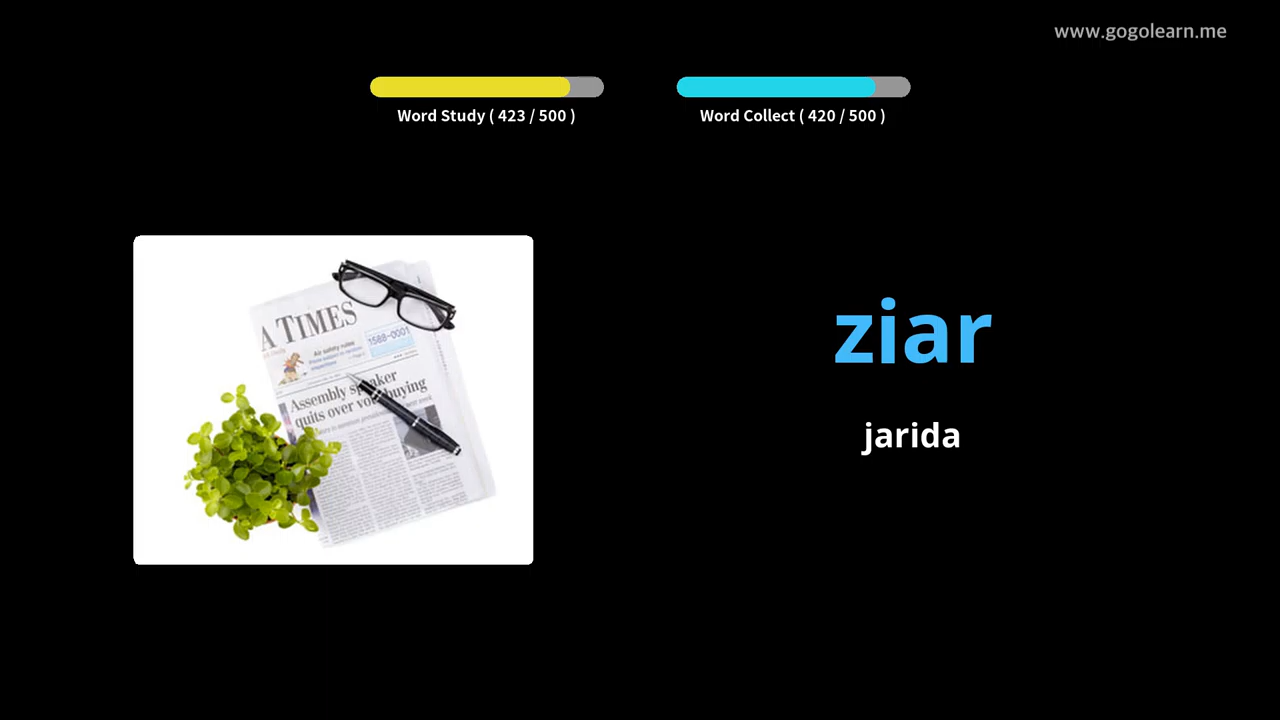 www.gogolearn.me
Word Study ( 423 / 500 )
Word Collect ( 420 / 500 )
A TIMES
Air safety rules
1588-0001
Assembly speaker
quits over vote buying
ziar
jarida